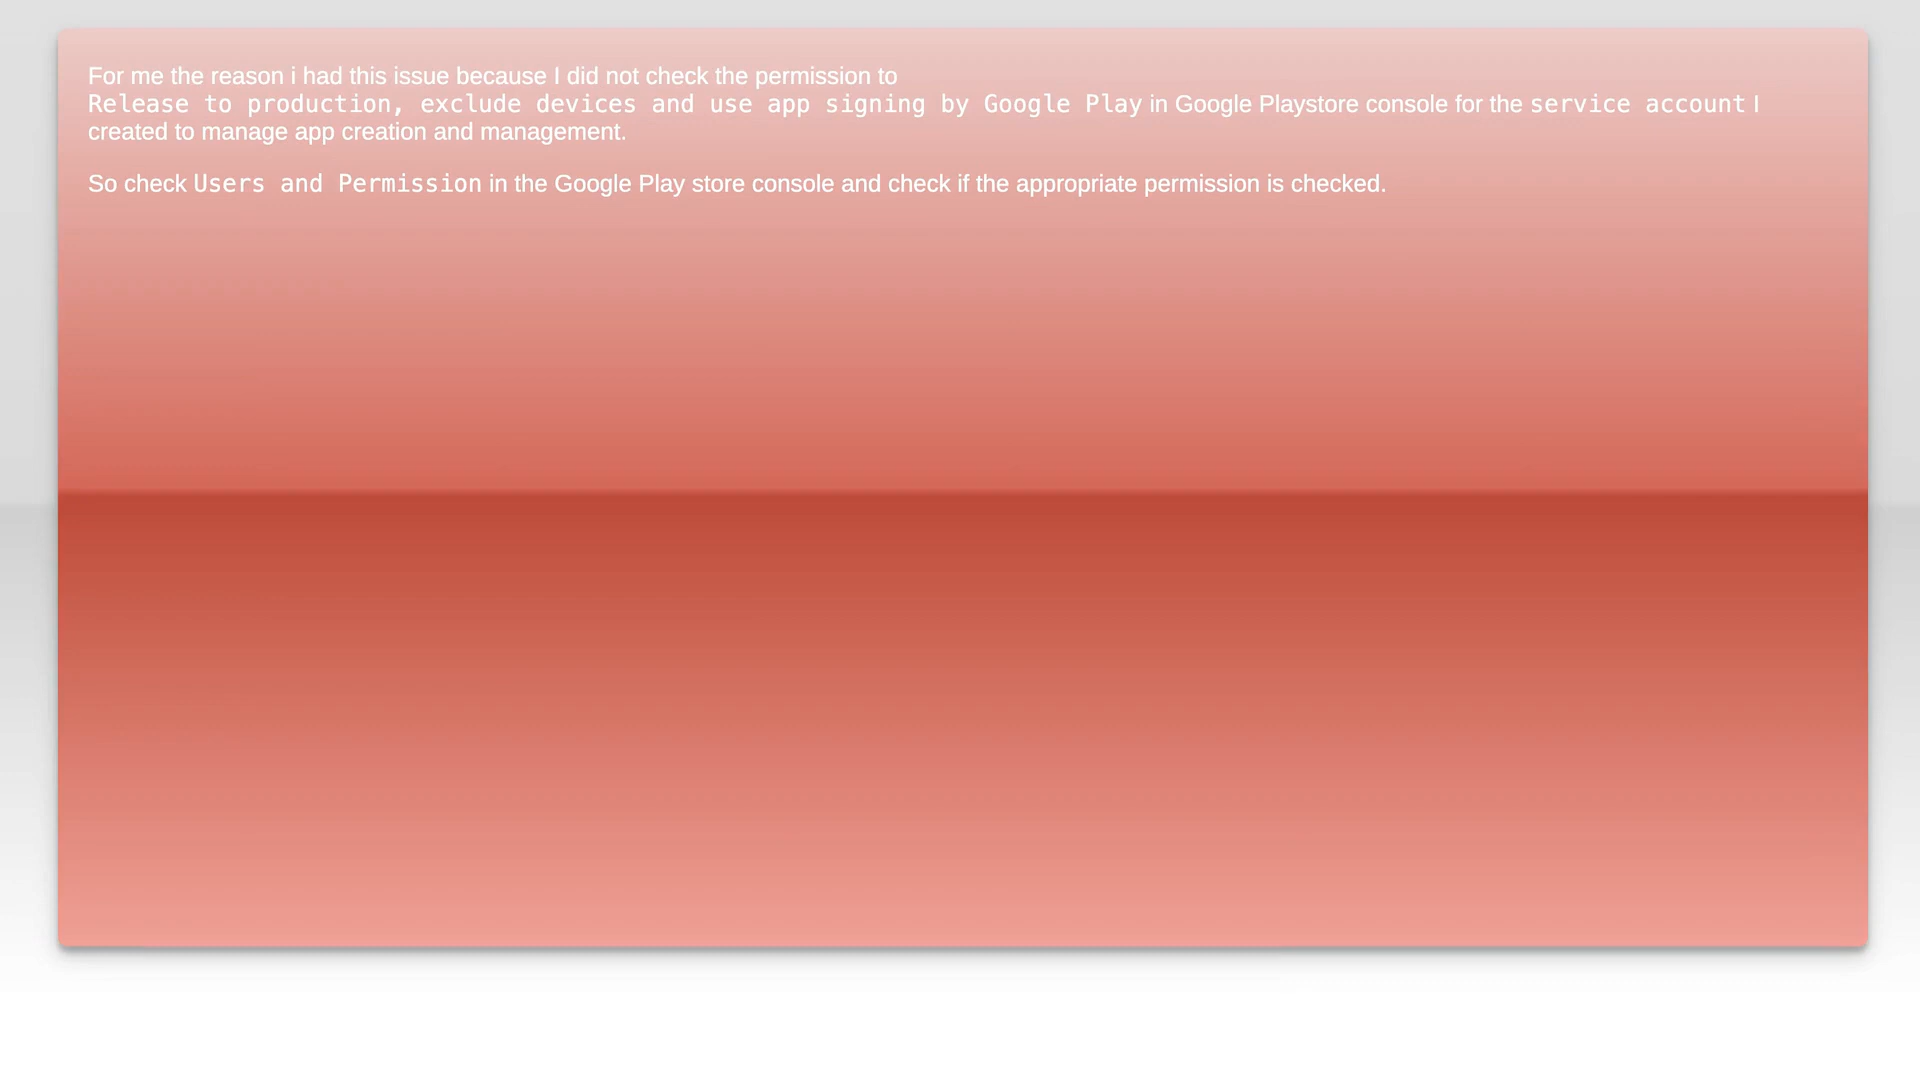 For me the reason i had this issue because I did not check the permission to
Release to production, exclude devices and use app signing by Google Play in Google Playstore console for the service account I
created to manage app creation and management.
So check Users and Permission in the Google Play store console and check if the appropriate permission is checked.